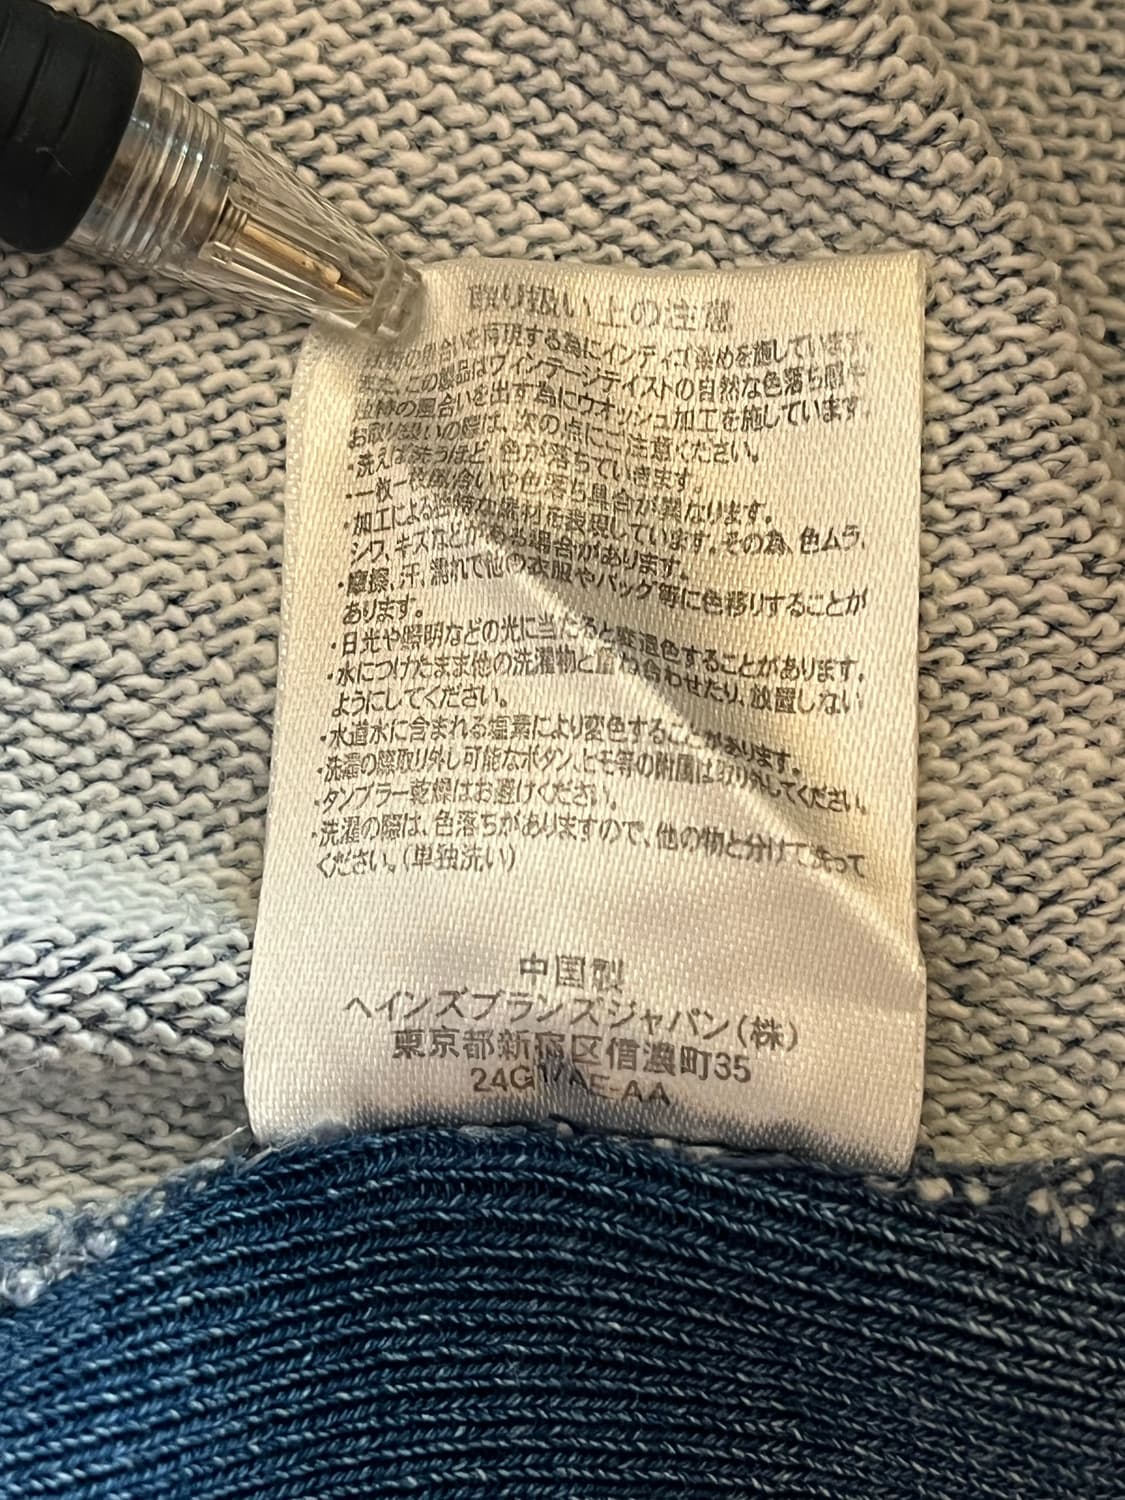 取り扱い上の注意
の風合いを再現する為にインディゴ染めを施しています。
また、この製品はヴィンテージテイストの自然な色落ち感や
独特の風合いを出す為にウオッシュ加工を施しています。
お取り扱いの際は、次の点にご注意ください。
・洗えば洗うほど、色が落ちていきます。
・一枚一枚風合いや色落ち具合が異なります。
・加工による独特な素材を表現しています。その為、色ムラ、
シワ、キズなどがある場合があります。
・摩擦、汗、濡れて他の衣服やバッグ等に色移りすることが
あります。
・日光や照明などの光に当たると変退色することがあります。
・水につけたまま他の洗濯物と重ね合わせたり、放置しない
ようにしてください。
・水道水に含まれる塩素により変色することがあります。
・洗濯の際取り外し可能なボタン、ヒモ等の附属は取り外してください。
・タンブラー乾燥はお避けください。
・洗濯の際は、色落ちがありますので、他の物と分けて洗って
ください。(単独洗い)
中国製
ヘインズブランズジャパン(株)
東京都新宿区信濃町35